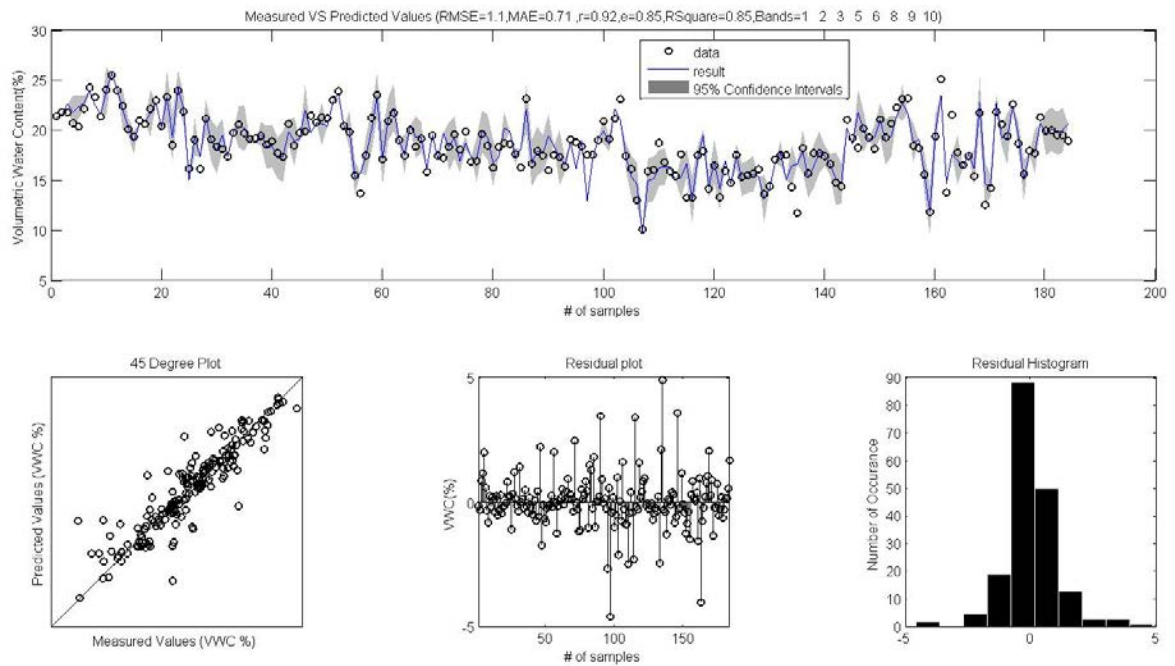 Measured VS Predicted Values (RMSE=1.1,MAE=0.71 ,r=0.92,e=0.85,RSquare=0.85,Bands=1 2 3 5 6 8 9 10)
30
25
20
15
10
5
Volumetric Water Content(%)
data
result
95% Confidence Intervals
0 20 40 60 80 100 120 140 160 180 200
# of samples
45 Degree Plot
Predicted Values (VWC %)
Measured Values (VWC %)
Residual plot
5
0
-5
VWC(%)
50 100 150
# of samples
Residual Histogram
90
80
70
60
50
40
30
20
10
0
Number of Occurance
-5 0 5